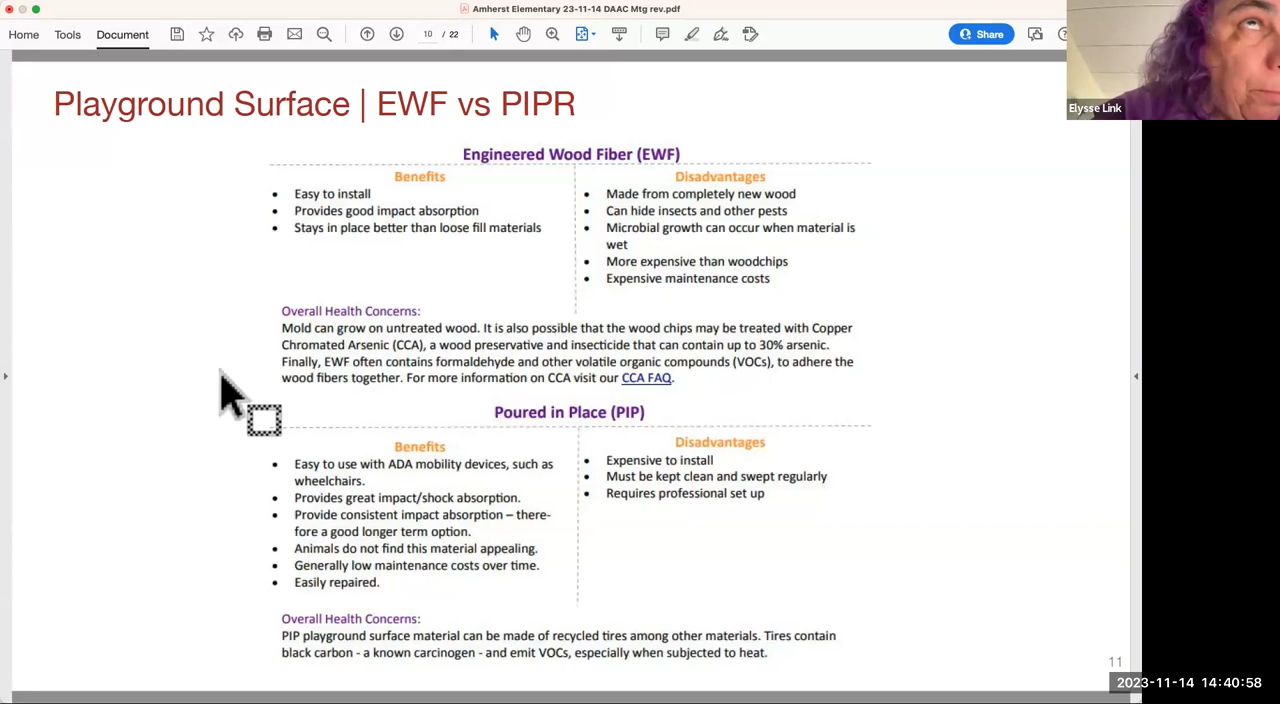 Amherst Elementary 23-11-14 DAAC Mtg rev.pdf
Home Tools Document 10 / 22 Share
Elysse Link
Playground Surface | EWF vs PIPR
Engineered Wood Fiber (EWF)
Benefits
• Easy to install
• Provides good impact absorption
• Stays in place better than loose fill materials
Disadvantages
• Made from completely new wood
• Can hide insects and other pests
• Microbial growth can occur when material is
wet
• More expensive than woodchips
• Expensive maintenance costs
Overall Health Concerns:
Mold can grow on untreated wood. It is also possible that the wood chips may be treated with Copper
Chromated Arsenic (CCA), a wood preservative and insecticide that can contain up to 30% arsenic.
Finally, EWF often contains formaldehyde and other volatile organic compounds (VOCs), to adhere the
wood fibers together. For more information on CCA visit our CCA FAQ.
Poured in Place (PIP)
Benefits
• Easy to use with ADA mobility devices, such as
wheelchairs.
• Provides great impact/shock absorption.
• Provide consistent impact absorption – there-
fore a good longer term option.
• Animals do not find this material appealing.
• Generally low maintenance costs over time.
• Easily repaired.
Disadvantages
• Expensive to install
• Must be kept clean and swept regularly
• Requires professional set up
Overall Health Concerns:
PIP playground surface material can be made of recycled tires among other materials. Tires contain
black carbon - a known carcinogen - and emit VOCs, especially when subjected to heat.
11
2023-11-14 14:40:58